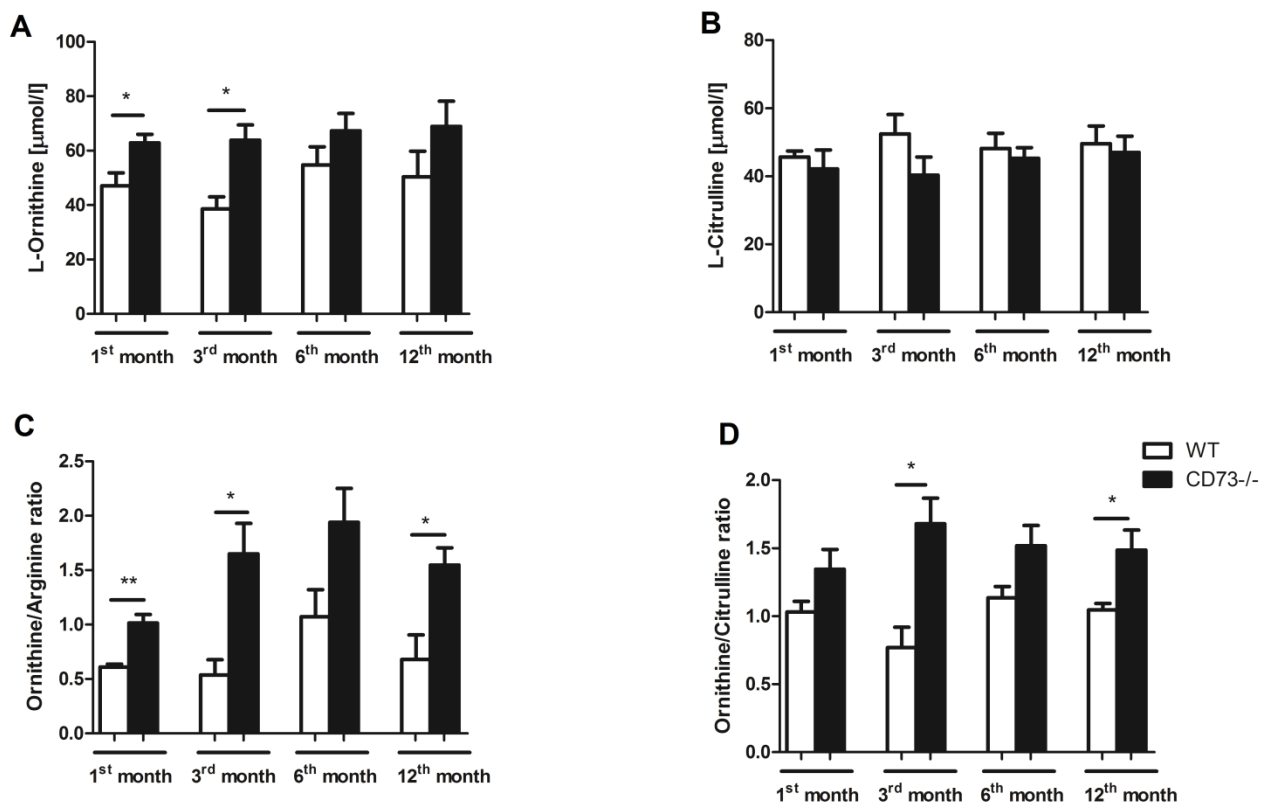 A
L-Ornithine [µmol/l]
100
80
60
40
20
0
*
*
1st month 3rd month 6th month 12th month
B
L-Citrulline [µmol/l]
80
60
40
20
0
1st month 3rd month 6th month 12th month
C
Ornithine/Arginine ratio
2.5
2.0
1.5
1.0
0.5
0.0
**
*
*
1st month 3rd month 6th month 12th month
D
WT
CD73-/-
Ornithine/Citrulline ratio
2.0
1.5
1.0
0.5
0.0
*
*
1st month 3rd month 6th month 12th month